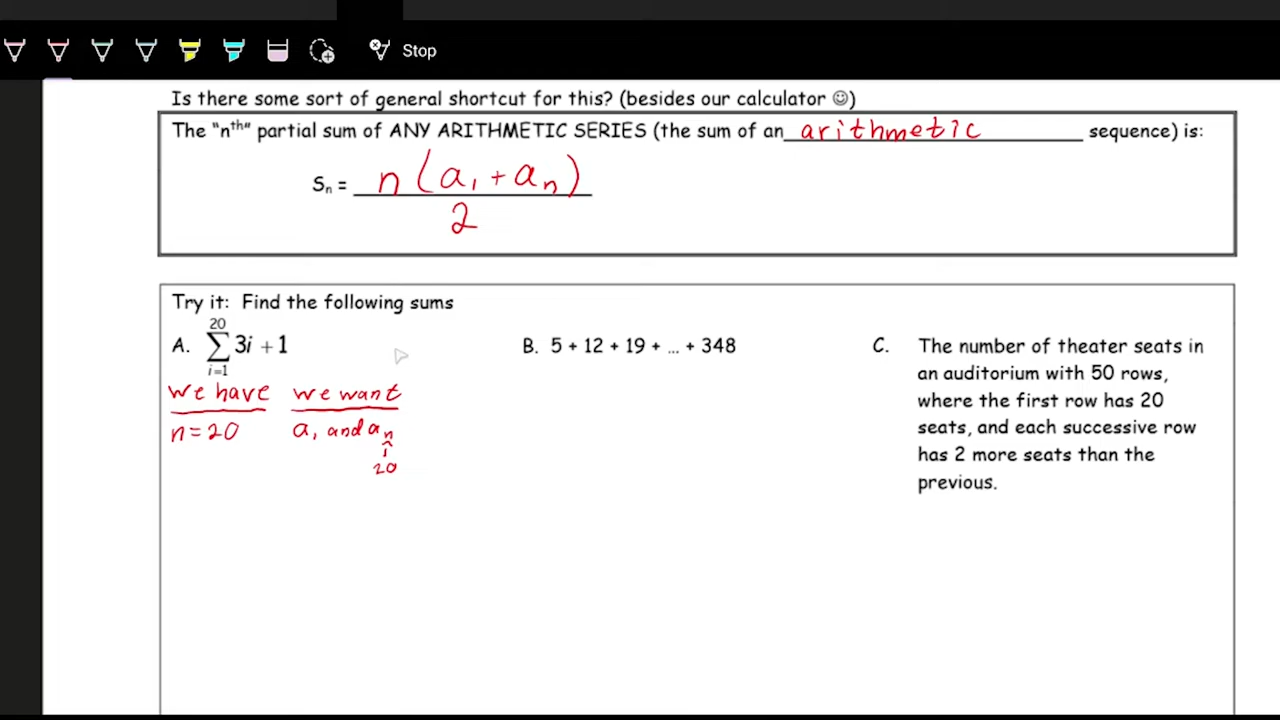 Stop
Is there some sort of general shortcut for this? (besides our calculator ☺)
The "nth" partial sum of ANY ARITHMETIC SERIES (the sum of an arithmetic sequence) is:
Sn = n(a1 + an)
2
Try it: Find the following sums
20
A. ∑ 3i + 1
i=1
we have
n = 20
we want
a1 and an
↑
20
B. 5 + 12 + 19 + ... + 348
C. The number of theater seats in
an auditorium with 50 rows,
where the first row has 20
seats, and each successive row
has 2 more seats than the
previous.